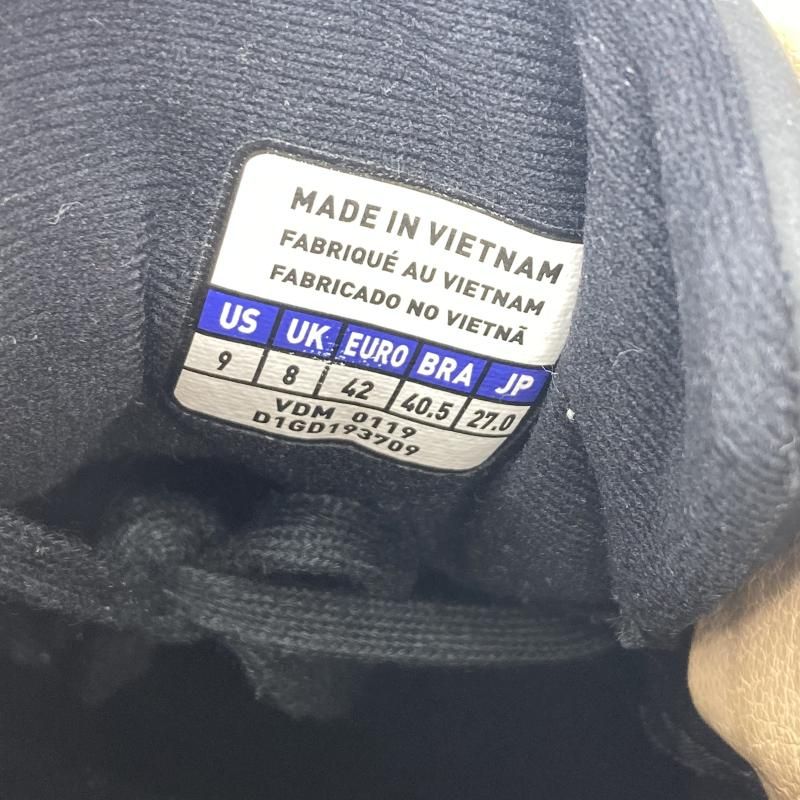 MADE IN VIETNAM
FABRIQUÉ AU VIETNAM
FABRICADO NO VIETNÃ
US UK EURO BRA JP
9 8 42 40.5 27.0
VDM 0119
D1GD193709